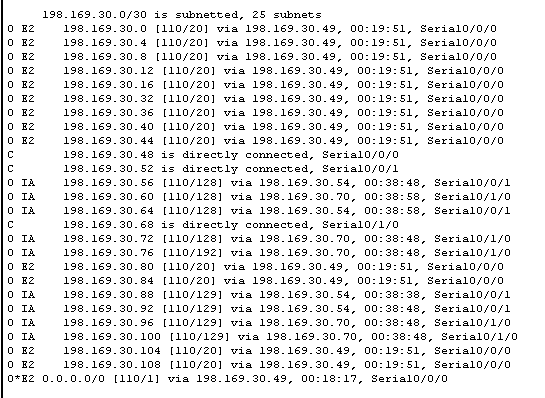 198.169.30.0/30 is subnetted, 25 subnets
O E2 198.169.30.0 [110/20] via 198.169.30.49, 00:19:51, Serial0/0/0
O E2 198.169.30.4 [110/20] via 198.169.30.49, 00:19:51, Serial0/0/0
O E2 198.169.30.8 [110/20] via 198.169.30.49, 00:19:51, Serial0/0/0
O E2 198.169.30.12 [110/20] via 198.169.30.49, 00:19:51, Serial0/0/0
O E2 198.169.30.16 [110/20] via 198.169.30.49, 00:19:51, Serial0/0/0
O E2 198.169.30.32 [110/20] via 198.169.30.49, 00:19:51, Serial0/0/0
O E2 198.169.30.36 [110/20] via 198.169.30.49, 00:19:51, Serial0/0/0
O E2 198.169.30.40 [110/20] via 198.169.30.49, 00:19:51, Serial0/0/0
O E2 198.169.30.44 [110/20] via 198.169.30.49, 00:19:51, Serial0/0/0
C 198.169.30.48 is directly connected, Serial0/0/0
C 198.169.30.52 is directly connected, Serial0/0/1
O IA 198.169.30.56 [110/128] via 198.169.30.54, 00:38:48, Serial0/0/1
O IA 198.169.30.60 [110/128] via 198.169.30.70, 00:38:58, Serial0/1/0
O IA 198.169.30.64 [110/128] via 198.169.30.54, 00:38:58, Serial0/0/1
C 198.169.30.68 is directly connected, Serial0/1/0
O IA 198.169.30.72 [110/128] via 198.169.30.70, 00:38:48, Serial0/1/0
O IA 198.169.30.76 [110/192] via 198.169.30.70, 00:38:48, Serial0/1/0
O E2 198.169.30.80 [110/20] via 198.169.30.49, 00:19:51, Serial0/0/0
O E2 198.169.30.84 [110/20] via 198.169.30.49, 00:19:51, Serial0/0/0
O IA 198.169.30.88 [110/129] via 198.169.30.54, 00:38:38, Serial0/0/1
O IA 198.169.30.92 [110/129] via 198.169.30.54, 00:38:48, Serial0/0/1
O IA 198.169.30.96 [110/129] via 198.169.30.70, 00:38:48, Serial0/1/0
O IA 198.169.30.100 [110/129] via 198.169.30.70, 00:38:48, Serial0/1/0
O E2 198.169.30.104 [110/20] via 198.169.30.49, 00:19:51, Serial0/0/0
O E2 198.169.30.108 [110/20] via 198.169.30.49, 00:19:51, Serial0/0/0
O*E2 0.0.0.0/0 [110/1] via 198.169.30.49, 00:18:17, Serial0/0/0